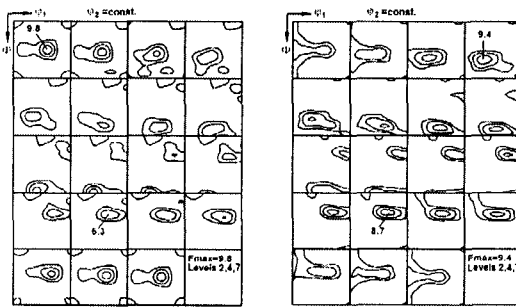 φ₁ φ₂ =const.
Φ
9.8
6.3
Fmax=9.8
Levels 2,4,7
φ₁ φ₂ =const.
Φ
9.4
8.7
Fmax=9.4
Levels 2,4,7